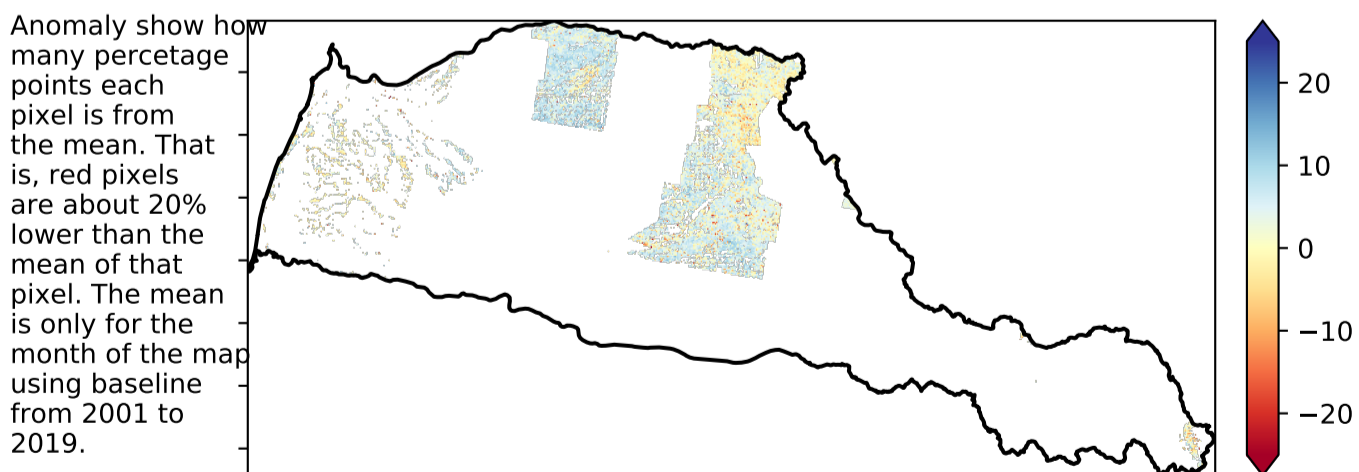 Anomaly show how
many percetage
points each
pixel is from
the mean. That
is, red pixels
are about 20%
lower than the
mean of that
pixel. The mean
is only for the
month of the map
using baseline
from 2001 to
2019.
20
10
0
−10
−20